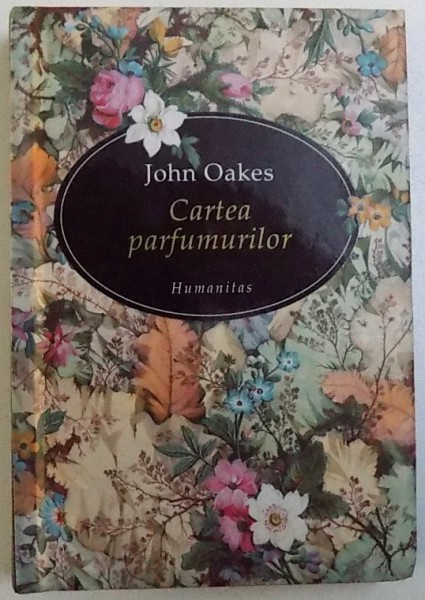 John Oakes
Cartea
parfumurilor
Humanitas